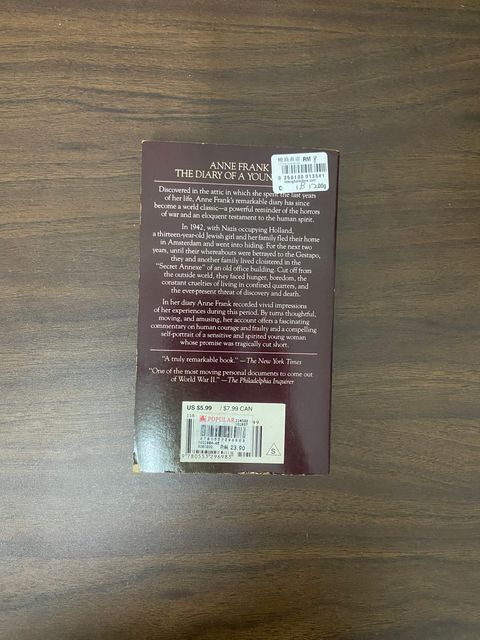 ANNE FRANK
THE DIARY OF A YOUN
RM 8
9 250100 013541
C
Discovered in the attic in which she spent the last years
of her life, Anne Frank's remarkable diary has since
become a world classic—a powerful reminder of the horrors
of war and an eloquent testament to the human spirit.
In 1942, with Nazis occupying Holland,
a thirteen-year-old Jewish girl and her family fled their home
in Amsterdam and went into hiding. For the next two
years, until their whereabouts were betrayed to the Gestapo,
they and another family lived cloistered in the
"Secret Annexe" of an old office building. Cut off from
the outside world, they faced hunger, boredom, the
constant cruelties of living in confined quarters, and
the ever-present threat of discovery and death.
In her diary Anne Frank recorded vivid impressions
of her experiences during this period. By turns thoughtful,
moving, and amusing, her account offers a fascinating
commentary on human courage and frailty and a compelling
self-portrait of a sensitive and spirited young woman
whose promise was tragically cut short.
"A truly remarkable book." —The New York Times
"One of the most moving personal documents to come out
of World War II." —The Philadelphia Inquirer
US $5.99 / $7.99 CAN
POPULAR
RM 23.90
9 780553 296983
S